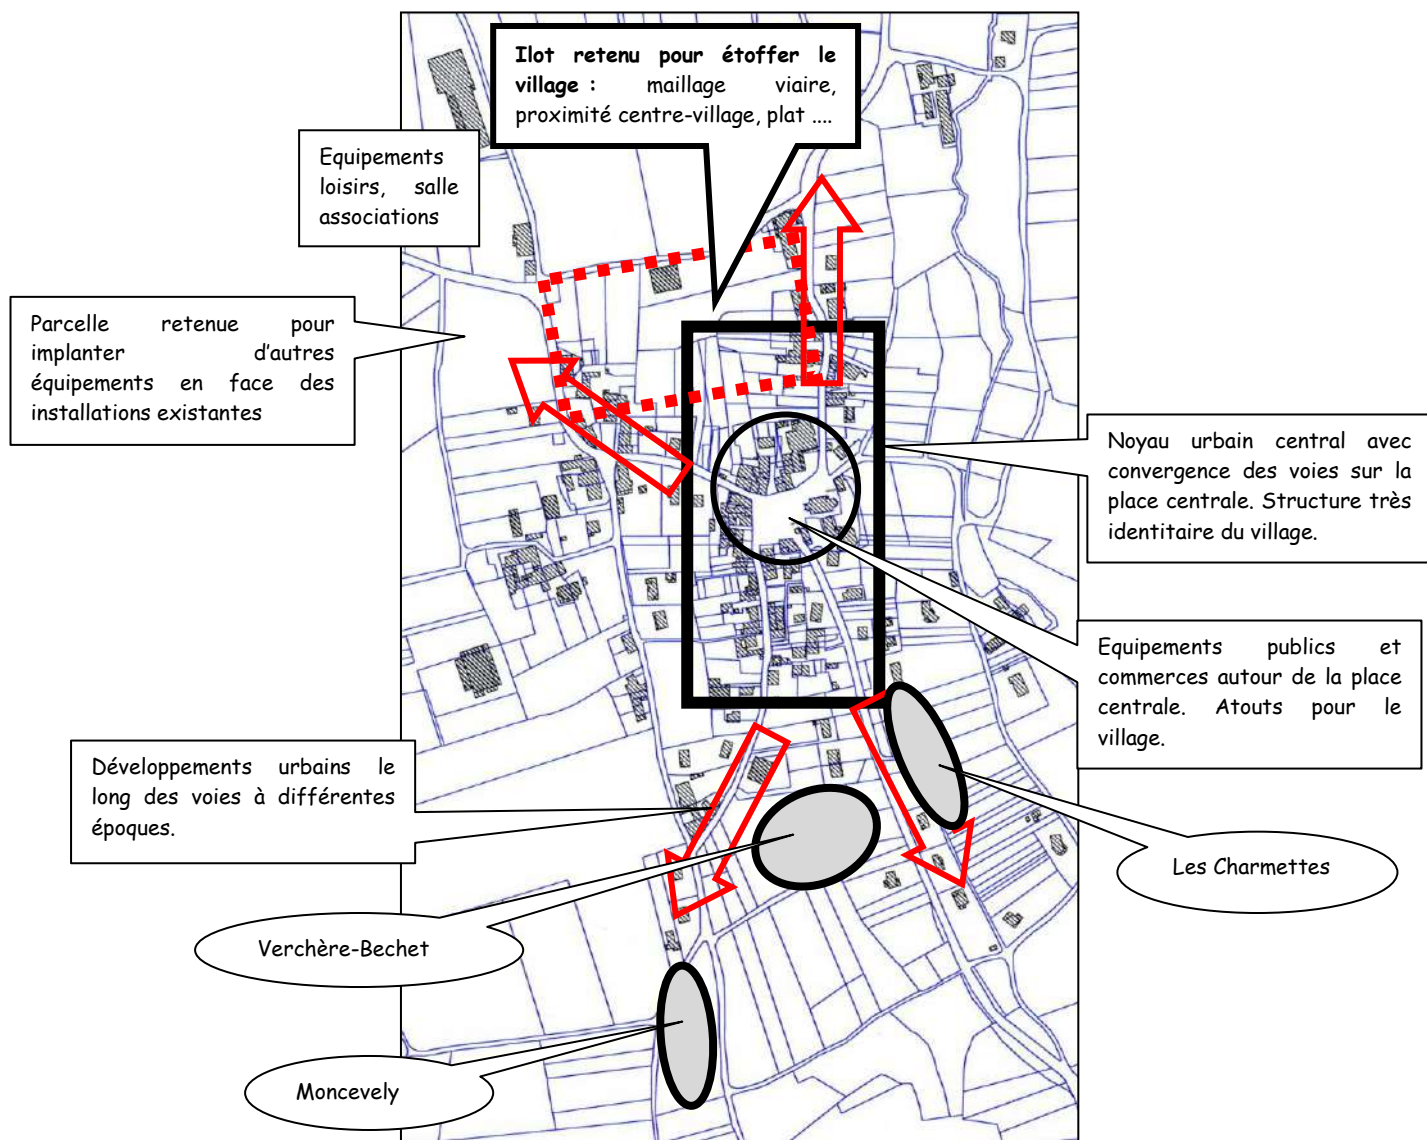 Ilot retenu pour étoffer le
village : maillage viaire,
proximité centre-village, plat ....
Equipements
loisirs, salle
associations
Parcelle retenue pour
implanter d'autres
équipements en face des
installations existantes
Noyau urbain central avec
convergence des voies sur la
place centrale. Structure très
identitaire du village.
Equipements publics et
commerces autour de la place
centrale. Atouts pour le
village.
Développements urbains le
long des voies à différentes
époques.
Les Charmettes
Verchère-Bechet
Moncevely